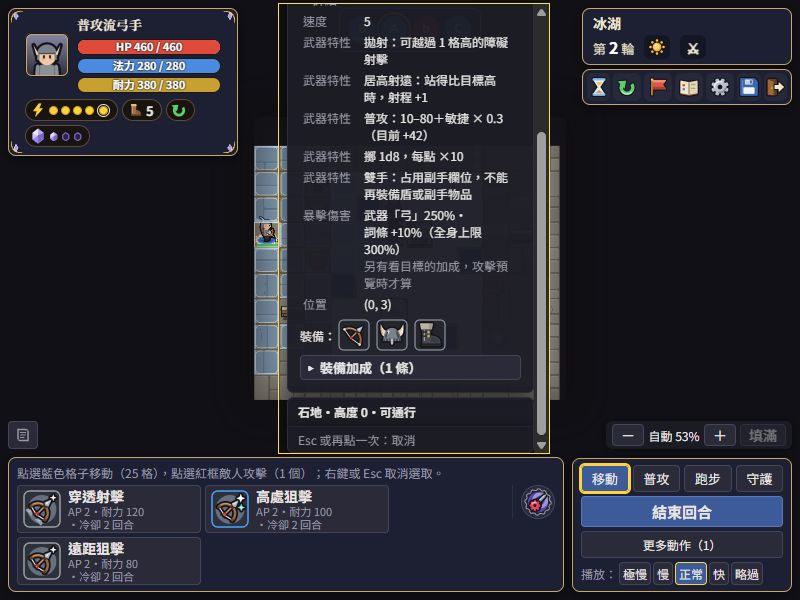 普攻流弓手
HP 460 / 460
法力 280 / 280
耐力 380 / 380
5
速度 5
武器特性 拋射：可越過 1 格高的障礙
射擊
武器特性 居高射遠：站得比目標高
時，射程 +1
武器特性 普攻：10–80＋敏捷 × 0.3
（目前 +42）
武器特性 擲 1d8，每點 ×10
武器特性 雙手：占用副手欄位，不能
再裝備盾或副手物品
暴擊傷害 武器「弓」250%・
詞條 +10%（全身上限
300%）
另有看目標的加成，攻擊預
覽時才算
位置 (0, 3)
裝備：
▸ 裝備加成（1 條）
石地・高度 0・可通行
Esc 或再點一次：取消
冰湖
第 2 輪
自動 53%
填滿
點選藍色格子移動（25 格），點選紅框敵人攻擊（1 個）；右鍵或 Esc 取消選取。
穿透射擊
AP 2・耐力 120
・冷卻 2 回合
高處狙擊
AP 2・耐力 100
・冷卻 2 回合
遠距狙擊
AP 2・耐力 80
・冷卻 2 回合
移動 普攻 跑步 守護
結束回合
更多動作（1）
播放： 極慢 慢 正常 快 略過